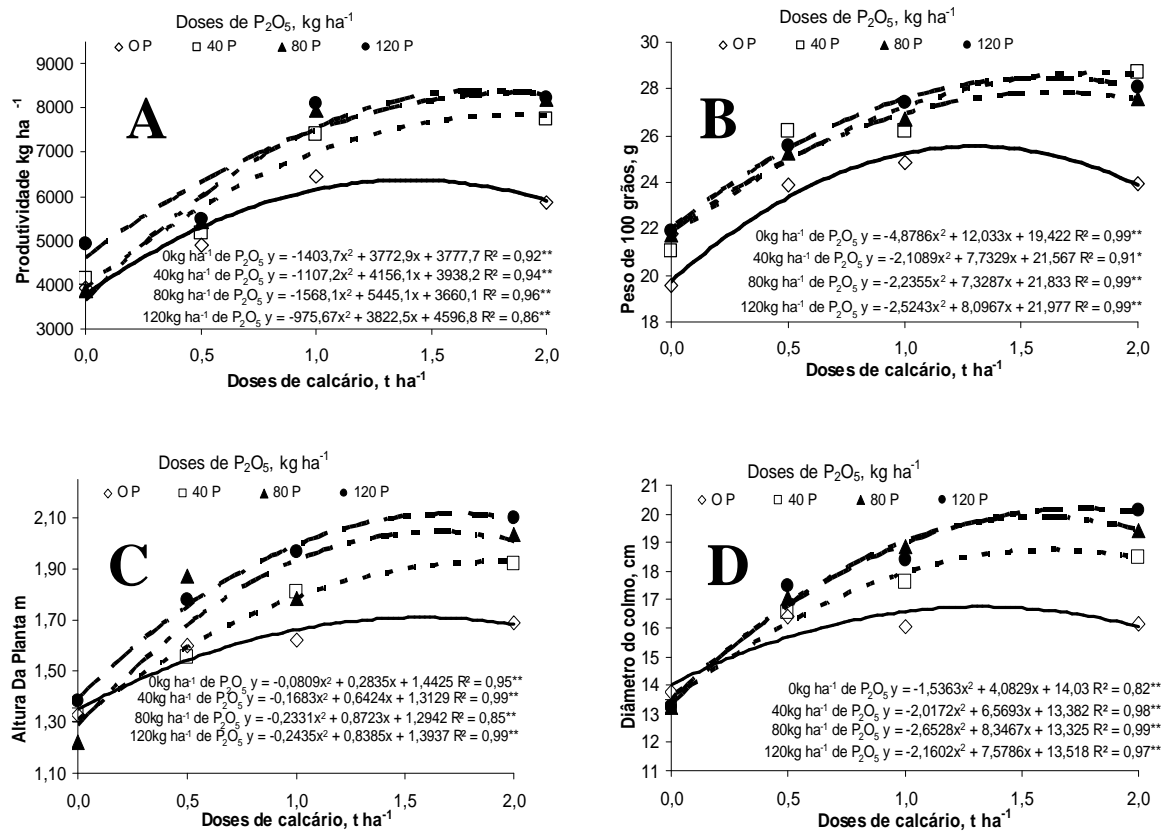 Doses de P₂O₅, kg ha⁻¹
0 P 40 P 80 P 120 P
A
Produtividade kg ha⁻¹
9000
8000
7000
6000
5000
4000
3000
0kg ha⁻¹ de P₂O₅ y = -1403,7x² + 3772,9x + 3777,7 R² = 0,92**
40kg ha⁻¹ de P₂O₅ y = -1107,2x² + 4156,1x + 3938,2 R² = 0,94**
80kg ha⁻¹ de P₂O₅ y = -1568,1x² + 5445,1x + 3660,1 R² = 0,96**
120kg ha⁻¹ de P₂O₅ y = -975,67x² + 3822,5x + 4596,8 R² = 0,86**
0,0 0,5 1,0 1,5 2,0
Doses de calcário, t ha⁻¹
Doses de P₂O₅, kg ha⁻¹
0 P 40 P 80 P 120 P
B
Peso de 100 grãos, g
30
28
26
24
22
20
18
0kg ha⁻¹ de P₂O₅ y = -4,8786x² + 12,033x + 19,422 R² = 0,99**
40kg ha⁻¹ de P₂O₅ y = -2,1089x² + 7,7329x + 21,567 R² = 0,91*
80kg ha⁻¹ de P₂O₅ y = -2,2355x² + 7,3287x + 21,833 R² = 0,99**
120kg ha⁻¹ de P₂O₅ y = -2,5243x² + 8,0967x + 21,977 R² = 0,99**
0,0 0,5 1,0 1,5 2,0
Doses de calcário, t ha⁻¹
Doses de P₂O₅, kg ha⁻¹
0 P 40 P 80 P 120 P
C
Altura Da Planta m
2,10
1,90
1,70
1,50
1,30
1,10
0kg ha⁻¹ de P₂O₅ y = -0,0809x² + 0,2835x + 1,4425 R² = 0,95**
40kg ha⁻¹ de P₂O₅ y = -0,1683x² + 0,6424x + 1,3129 R² = 0,99**
80kg ha⁻¹ de P₂O₅ y = -0,2331x² + 0,8723x + 1,2942 R² = 0,85**
120kg ha⁻¹ de P₂O₅ y = -0,2435x² + 0,8385x + 1,3937 R² = 0,99**
0,0 0,5 1,0 1,5 2,0
Doses de calcário, t ha⁻¹
Doses de P₂O₅, kg ha⁻¹
0 P 40 P 80 P 120 P
D
Diâmetro do colmo, cm
21
20
19
18
17
16
15
14
13
12
11
0kg ha⁻¹ de P₂O₅ y = -1,5363x² + 4,0829x + 14,03 R² = 0,82**
40kg ha⁻¹ de P₂O₅ y = -2,0172x² + 6,5693x + 13,382 R² = 0,98**
80kg ha⁻¹ de P₂O₅ y = -2,6528x² + 8,3467x + 13,325 R² = 0,99**
120kg ha⁻¹ de P₂O₅ y = -2,1602x² + 7,5786x + 13,518 R² = 0,97**
0,0 0,5 1,0 1,5 2,0
Doses de calcário, t ha⁻¹